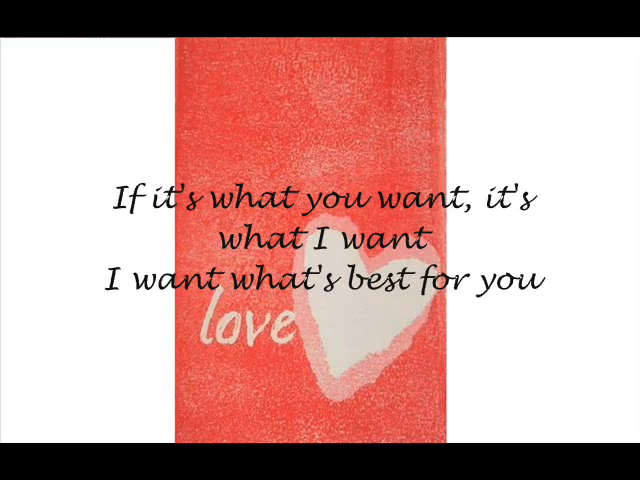 If it's what you want, it's
what I want
I want what's best for you
love